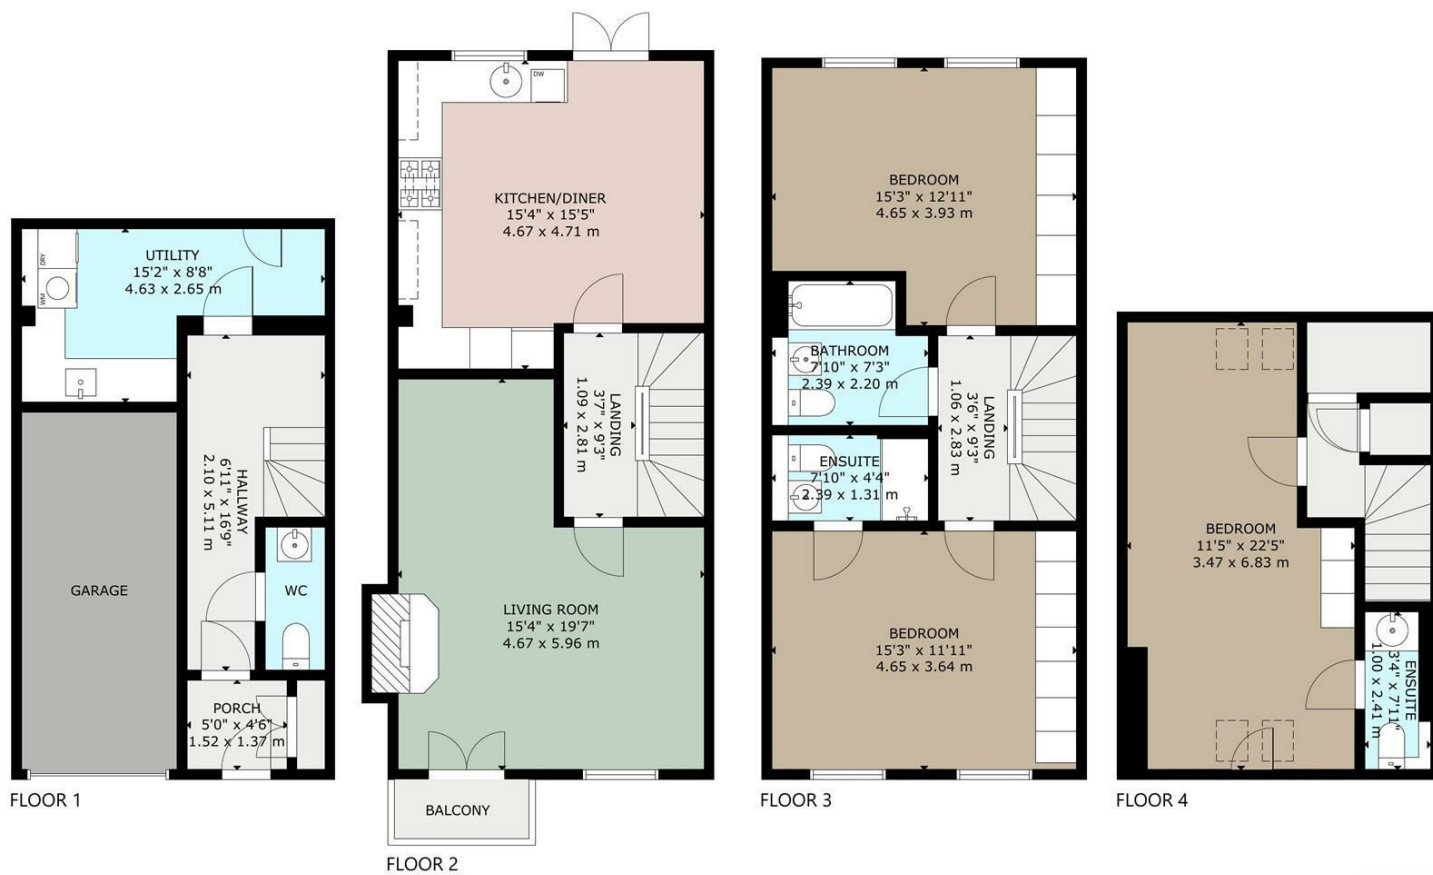 UTILITY
15'2" x 8'8"
4.63 x 2.65 m
DRY
WM
HALLWAY
6'11" x 16'9"
2.10 x 5.11 m
GARAGE
WC
PORCH
5'0" x 4'6"
1.52 x 1.37 m
FLOOR 1
DW
KITCHEN/DINER
15'4" x 15'5"
4.67 x 4.71 m
LANDING
3'7" x 9'3"
1.09 x 2.81 m
LIVING ROOM
15'4" x 19'7"
4.67 x 5.96 m
BALCONY
FLOOR 2
BEDROOM
15'3" x 12'11"
4.65 x 3.93 m
BATHROOM
7'10" x 7'3"
2.39 x 2.20 m
LANDING
3'6" x 9'3"
1.06 x 2.83 m
ENSUITE
7'10" x 4'4"
2.39 x 1.31 m
BEDROOM
15'3" x 11'11"
4.65 x 3.64 m
FLOOR 3
BEDROOM
11'5" x 22'5"
3.47 x 6.83 m
ENSUITE
3'4" x 7'11"
1.00 x 2.41 m
FLOOR 4